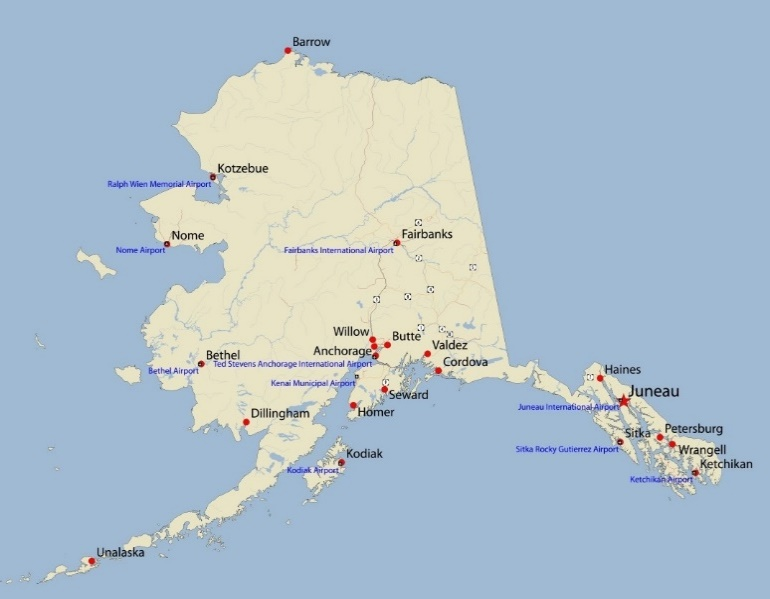 Barrow
Kotzebue
Ralph Wien Memorial Airport
Nome
Nome Airport
Fairbanks
Fairbanks International Airport
Willow
Butte
Anchorage
Valdez
Bethel
Ted Stevens Anchorage International Airport
Cordova
Bethel Airport
Haines
Kenai Municipal Airport
Juneau
Seward
Juneau International Airport
Dillingham
Homer
Petersburg
Sitka
Sitka Rocky Gutierrez Airport
Wrangell
Kodiak
Ketchikan
Kodiak Airport
Ketchikan Airport
Unalaska